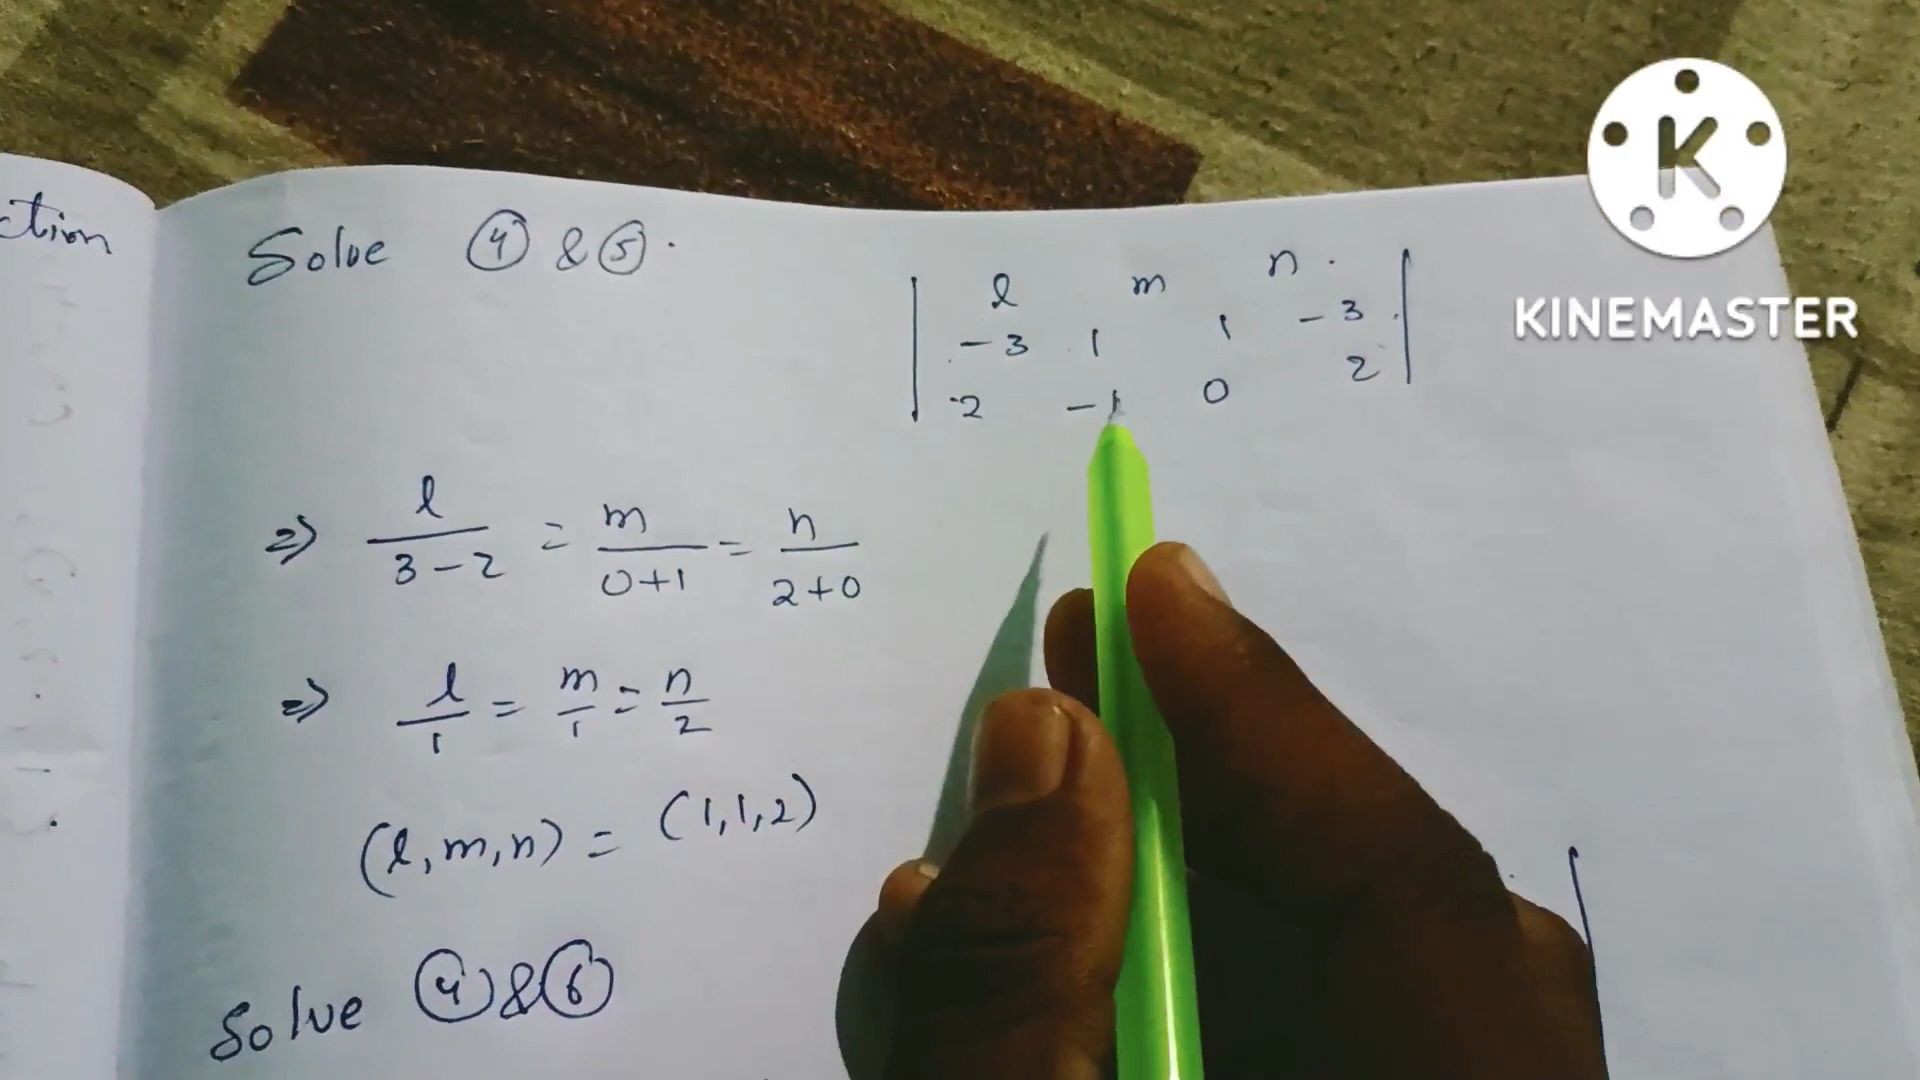 ction
Solve ④ & ⑤.
l m n.
-3 1 1 -3
2 -1 0 2
⇒ l/(3-2) = m/(0+1) = n/(2+0)
⇒ l/1 = m/1 = n/2
(l,m,n) = (1,1,2)
Solve ④ & ⑥
K
KINEMASTER